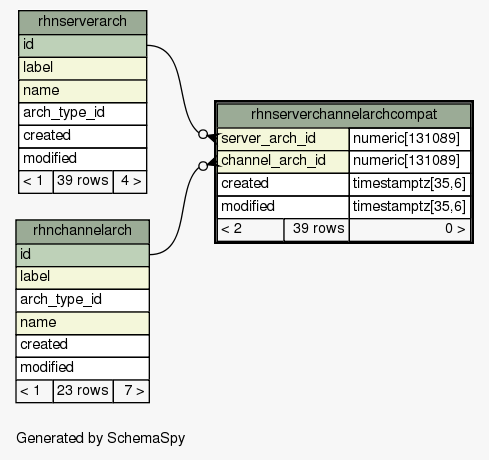 rhnserverarch
id
label
name
arch_type_id
created
modified
< 1 39 rows 4 >
rhnserverchannelarchcompat
server_arch_id numeric[131089]
channel_arch_id numeric[131089]
created timestamptz[35,6]
modified timestamptz[35,6]
< 2 39 rows 0 >
rhnchannelarch
id
label
arch_type_id
name
created
modified
< 1 23 rows 7 >
Generated by SchemaSpy